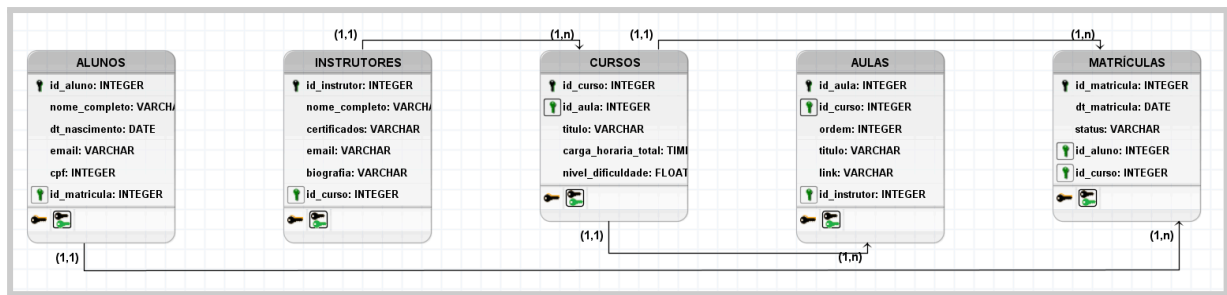 (1,1)
(1,n)
(1,1)
(1,n)
ALUNOS
id_aluno: INTEGER
nome_completo: VARCHA
dt_nascimento: DATE
email: VARCHAR
cpf: INTEGER
id_matricula: INTEGER
INSTRUTORES
id_instrutor: INTEGER
nome_completo: VARCHA
certificados: VARCHAR
email: VARCHAR
biografia: VARCHAR
id_curso: INTEGER
CURSOS
id_curso: INTEGER
id_aula: INTEGER
titulo: VARCHAR
carga_horaria_total: TIME
nivel_dificuldade: FLOAT
AULAS
id_aula: INTEGER
id_curso: INTEGER
ordem: INTEGER
titulo: VARCHAR
link: VARCHAR
id_instrutor: INTEGER
MATRÍCULAS
id_matricula: INTEGER
dt_matricula: DATE
status: VARCHAR
id_aluno: INTEGER
id_curso: INTEGER
(1,1)
(1,1)
(1,n)
(1,n)